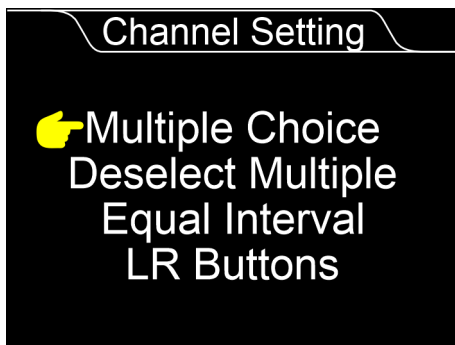 Channel Setting
Multiple Choice
Deselect Multiple
Equal Interval
LR Buttons